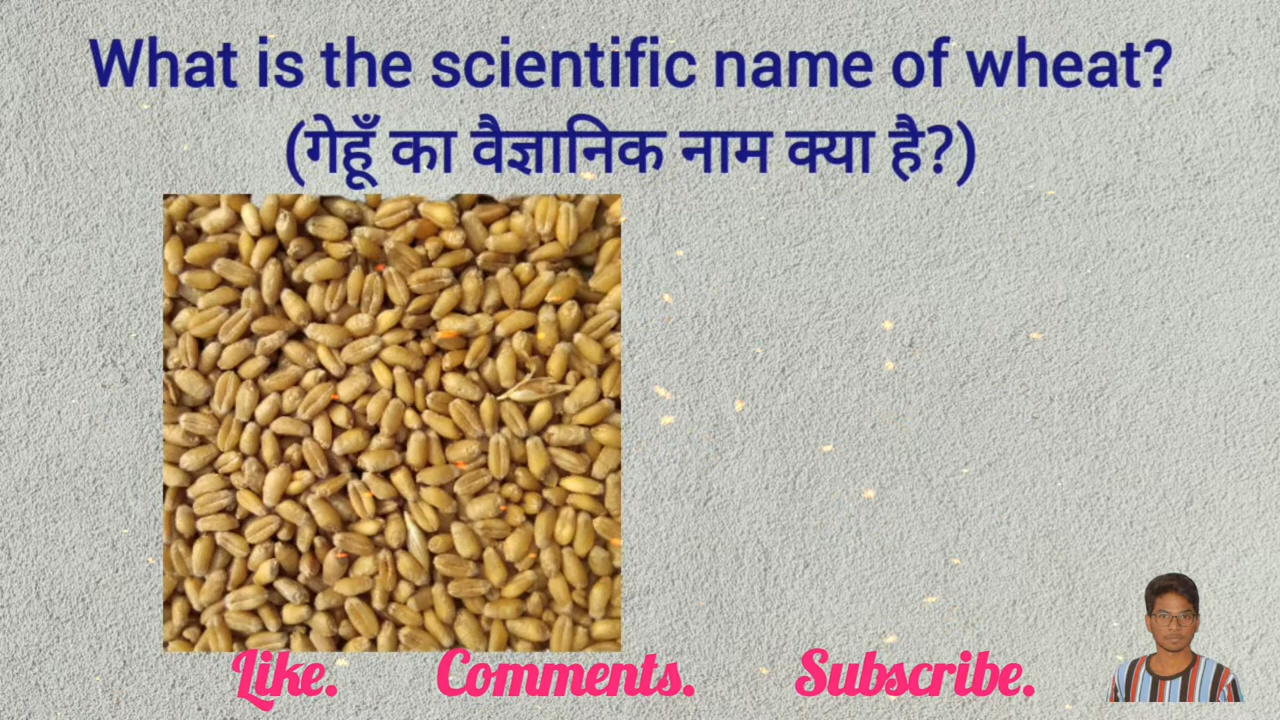 What is the scientific name of wheat?
(गेहूँ का वैज्ञानिक नाम क्या है?)
Like. Comments. Subscribe.